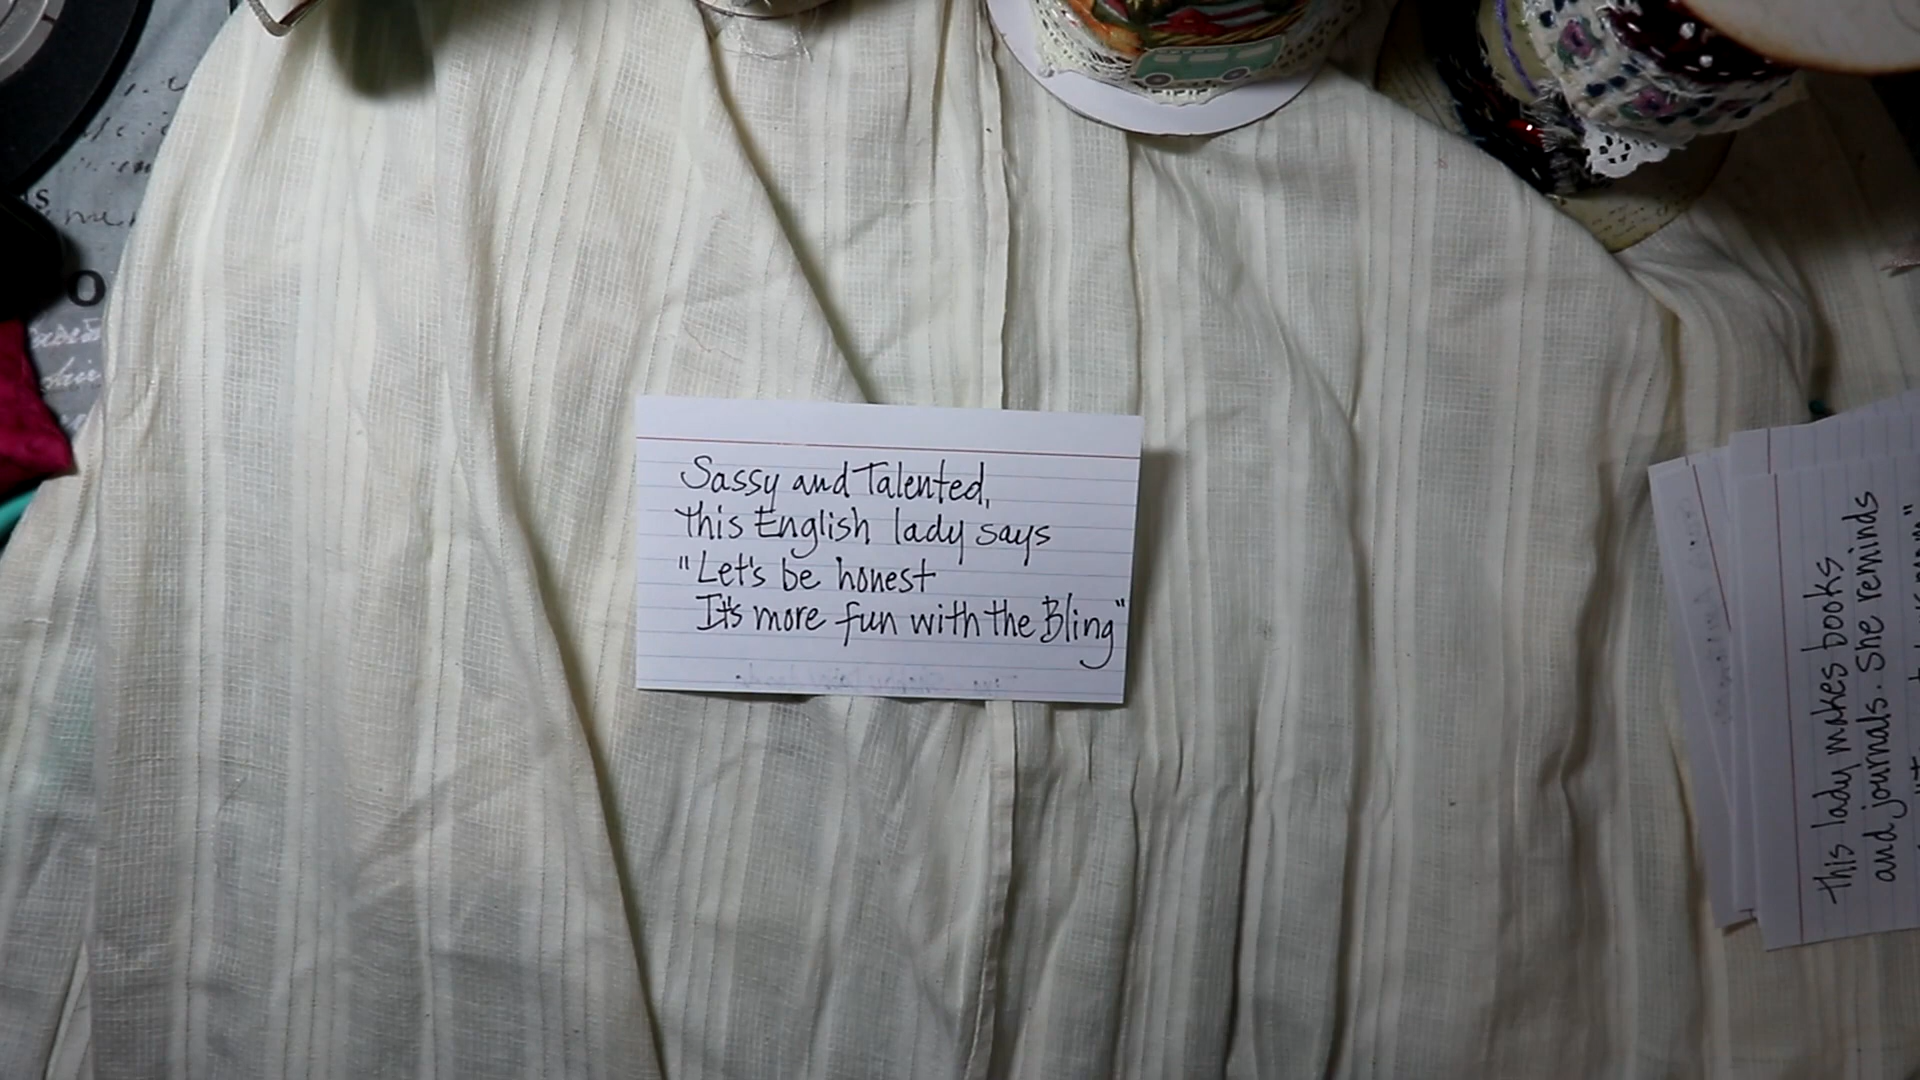 Sassy and Talented,
this English lady says
"Let's be honest
It's more fun with the Bling"
this lady makes books
and journals. She reminds